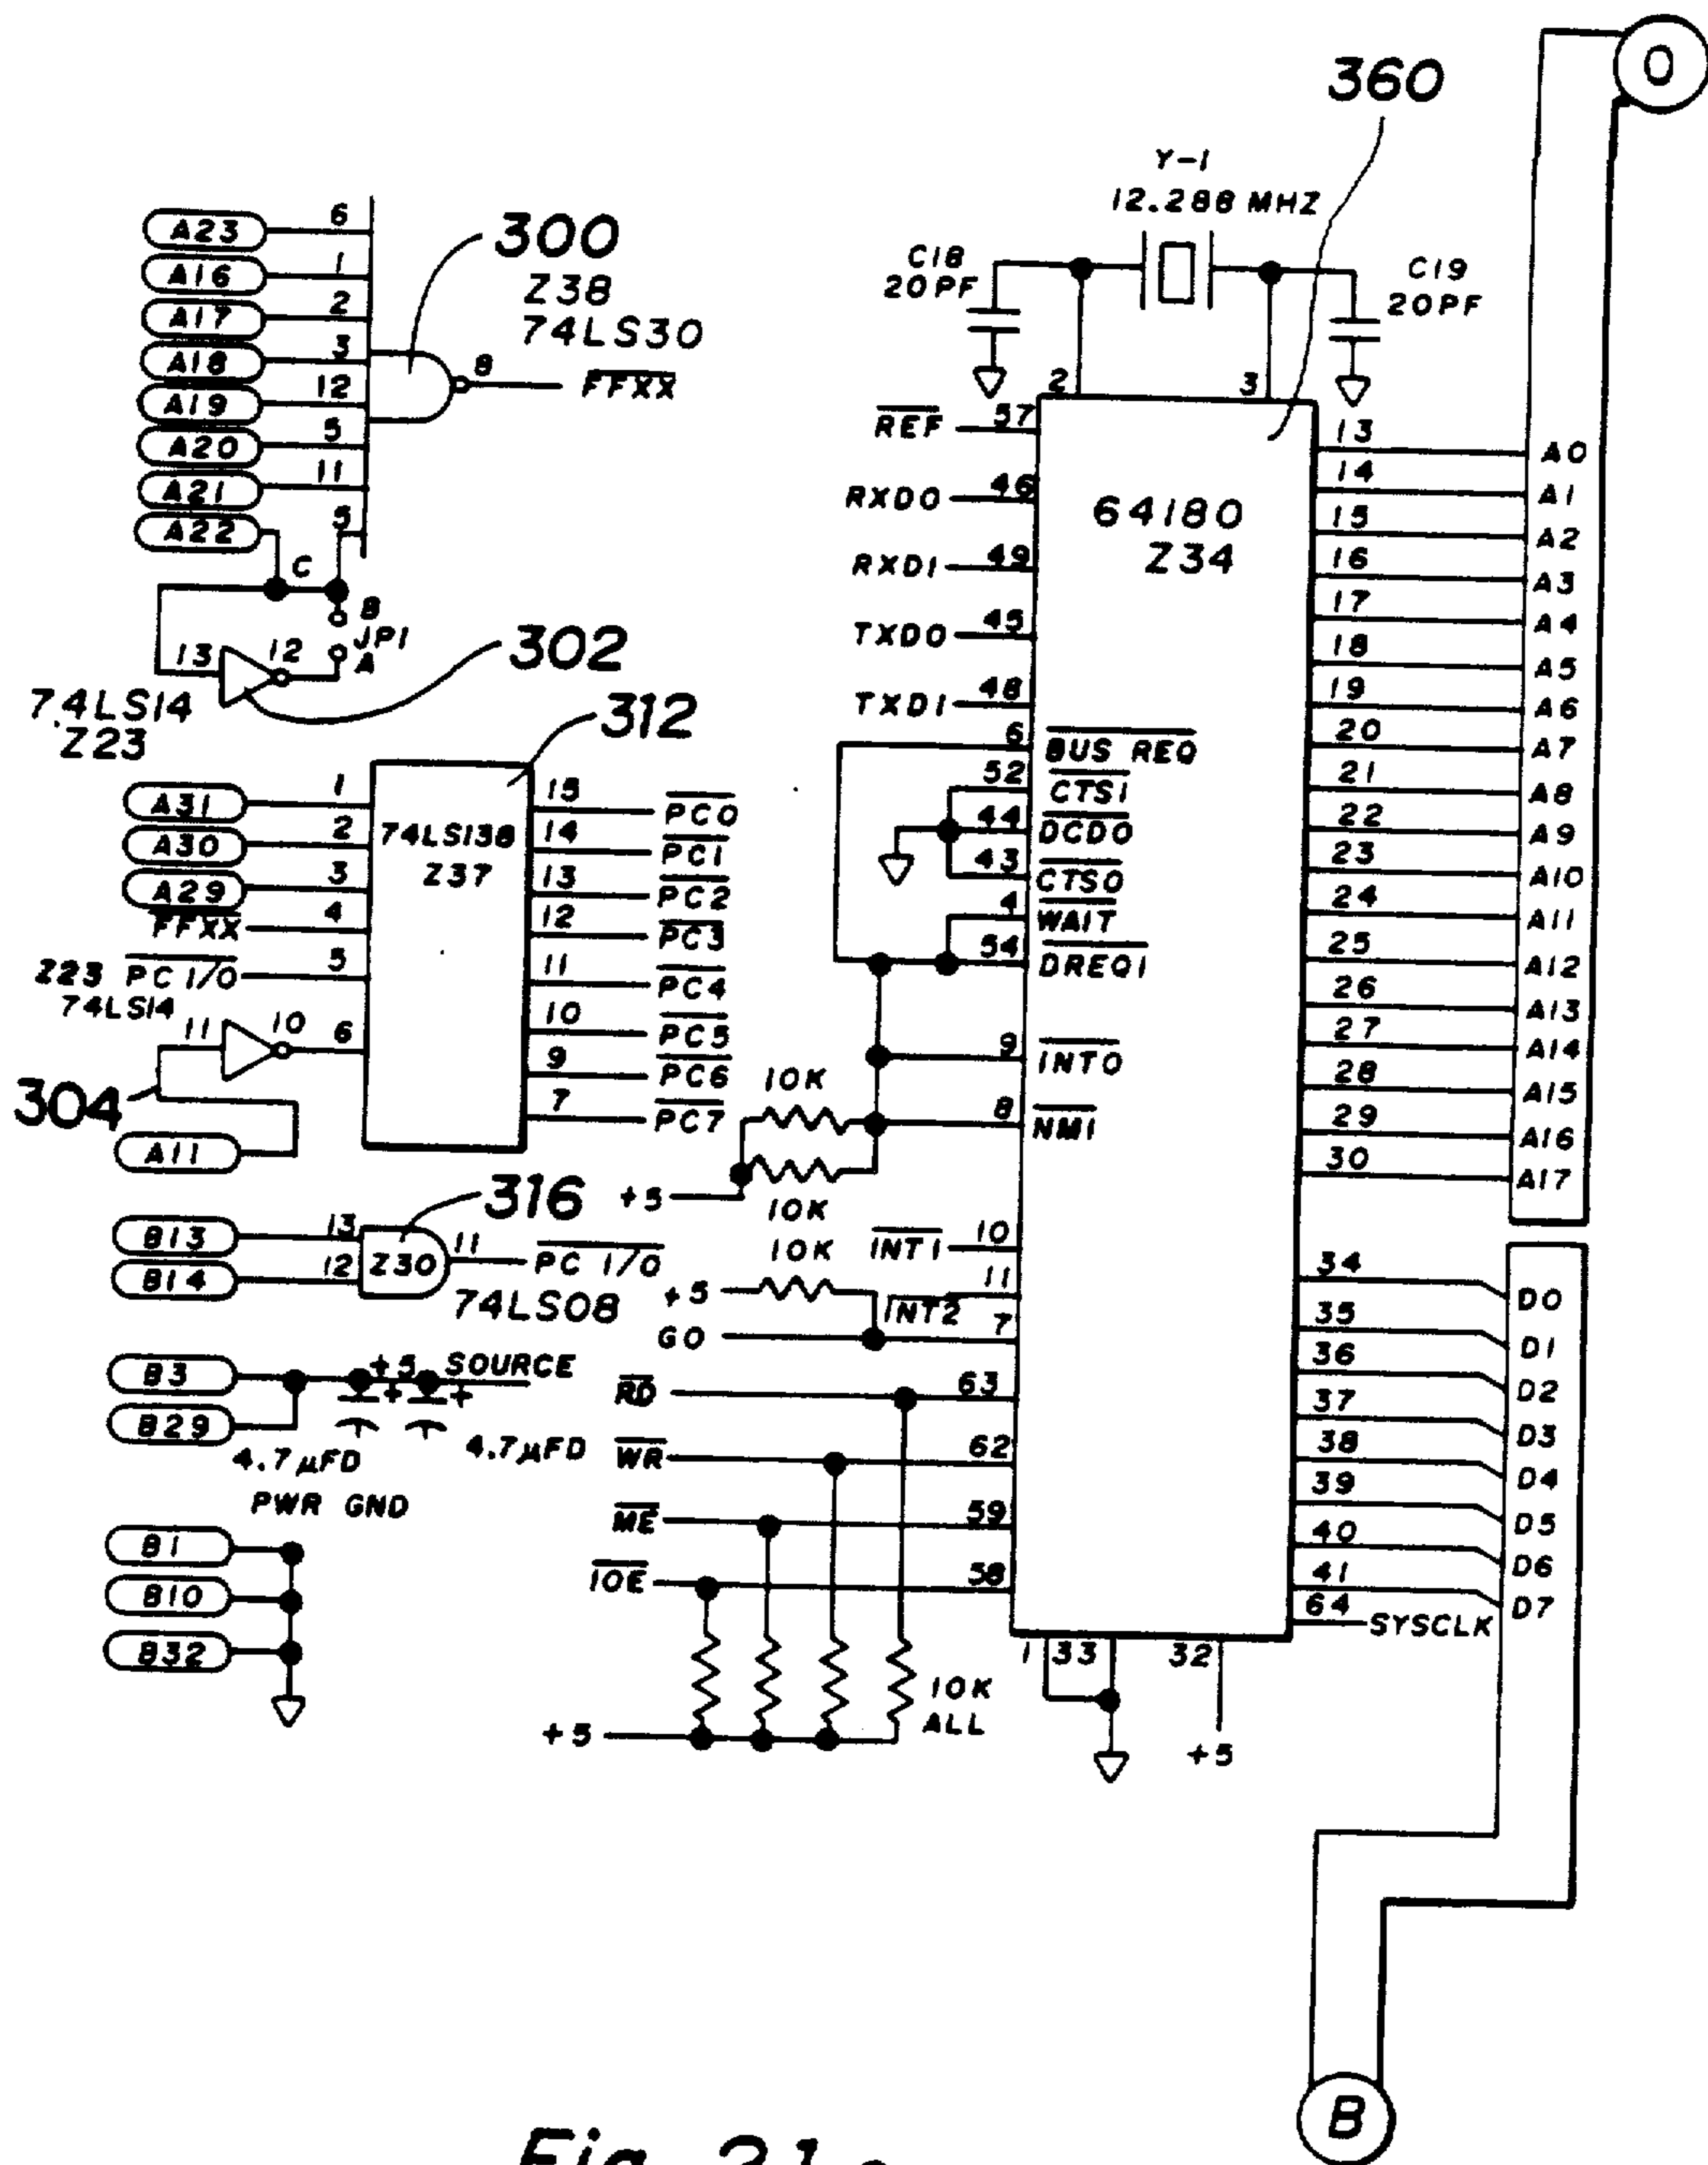 O
360
Y-1
12.288 MHZ
C18
20PF
C19
20PF
2
3
A23 6
A16 1
A17 2
A18 3
A19 12
A20 5
A21 11
A22 5
300
Z38
74LS30
8 FFXX
C
B
JP1
A
13 12
302
74LS14
Z23
312
A31 1
A30 2
A29 3
FFXX 4
Z23 PC I/O 5
74LS14
11 10 6
304
A11
74LS138
Z37
15 PC0
14 PC1
13 PC2
12 PC3
11 PC4
10 PC5
9 PC6
7 PC7
316
B13 13
B14 12
Z30
11 PC I/O
74LS08
B3
B29
+5 SOURCE
+ +
4.7µFD
4.7µFD
PWR GND
B1
B10
B32
64180
Z34
REF 57
RXD0 46
RXD1 49
TXD0 45
TXD1 48
6 BUS REQ
52 CTS1
44 DCD0
43 CTS0
4 WAIT
54 DREQ1
9 INT0
8 NMI
10K
+5
10K
INT1 10
10K
+5
INT2 11
GO 7
RD 63
WR 62
ME 59
IOE 58
10K
ALL
+5
1 33 32
+5
13 A0
14 A1
15 A2
16 A3
17 A4
18 A5
19 A6
20 A7
21 A8
22 A9
23 A10
24 A11
25 A12
26 A13
27 A14
28 A15
29 A16
30 A17
34 D0
35 D1
36 D2
37 D3
38 D4
39 D5
40 D6
41 D7
64 SYSCLK
B